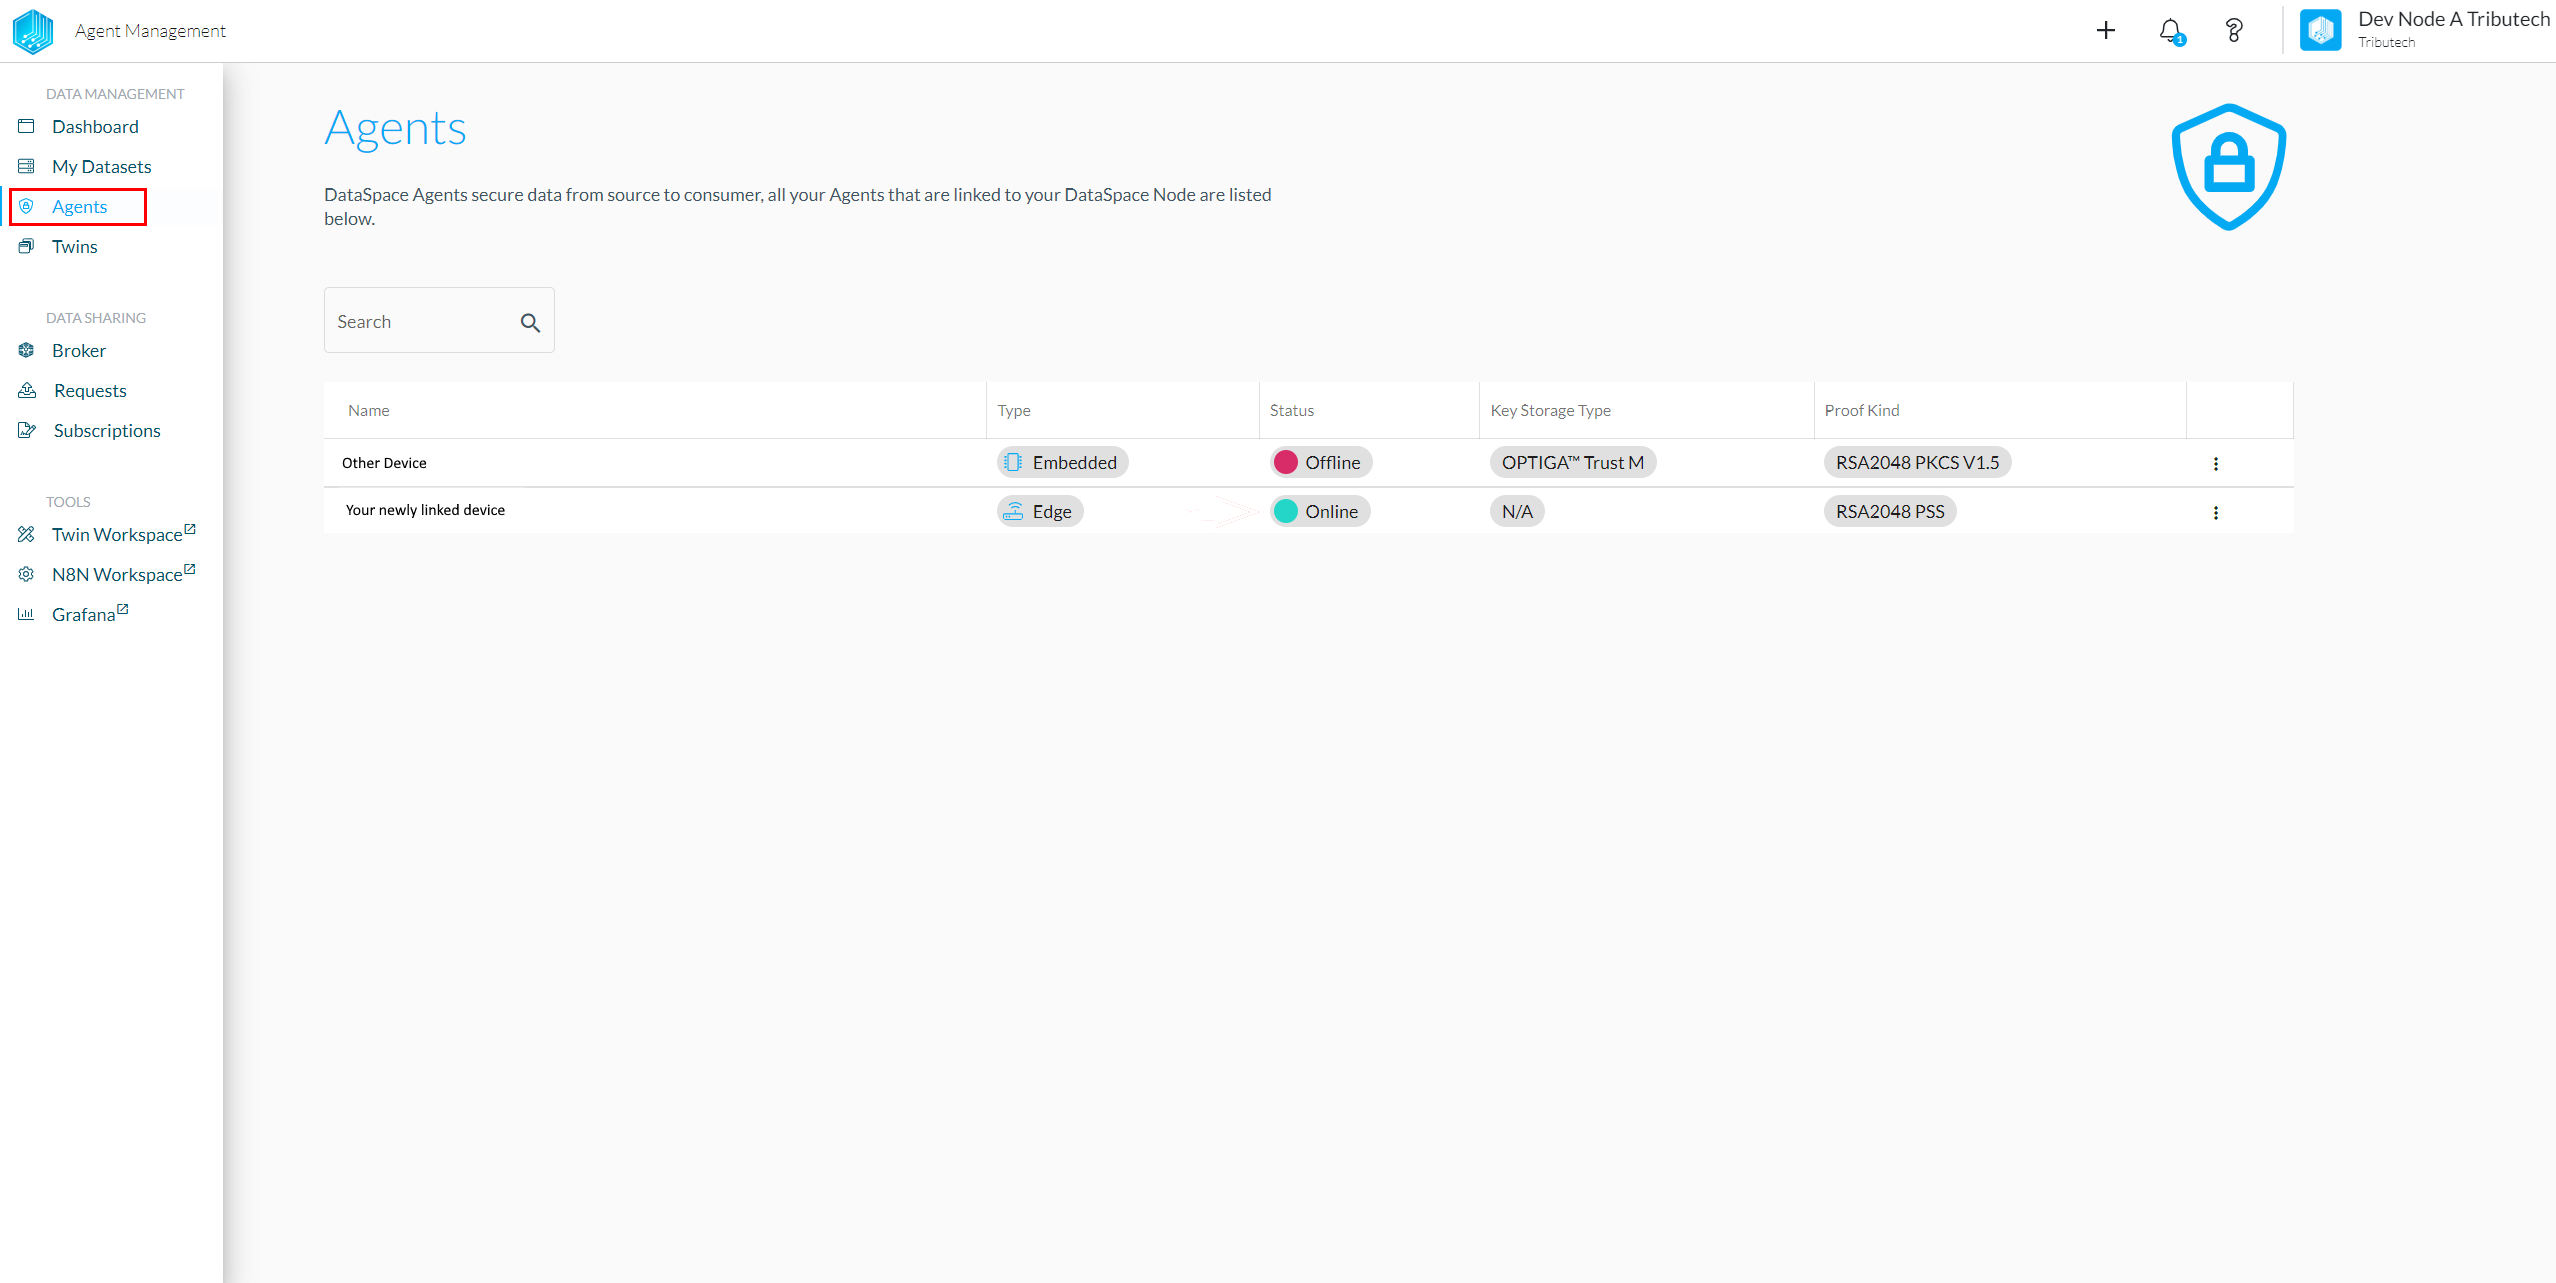 Agent Management
1
Dev Node A Tributech
Tributech
DATA MANAGEMENT
Dashboard
My Datasets
Agents
Twins
DATA SHARING
Broker
Requests
Subscriptions
TOOLS
Twin Workspace
N8N Workspace
Grafana
Agents
DataSpace Agents secure data from source to consumer, all your Agents that are linked to your DataSpace Node are listed
below.
Search
Name Type Status Key Storage Type Proof Kind
Other Device Embedded Offline OPTIGA™ Trust M RSA2048 PKCS V1.5
Your newly linked device Edge Online N/A RSA2048 PSS